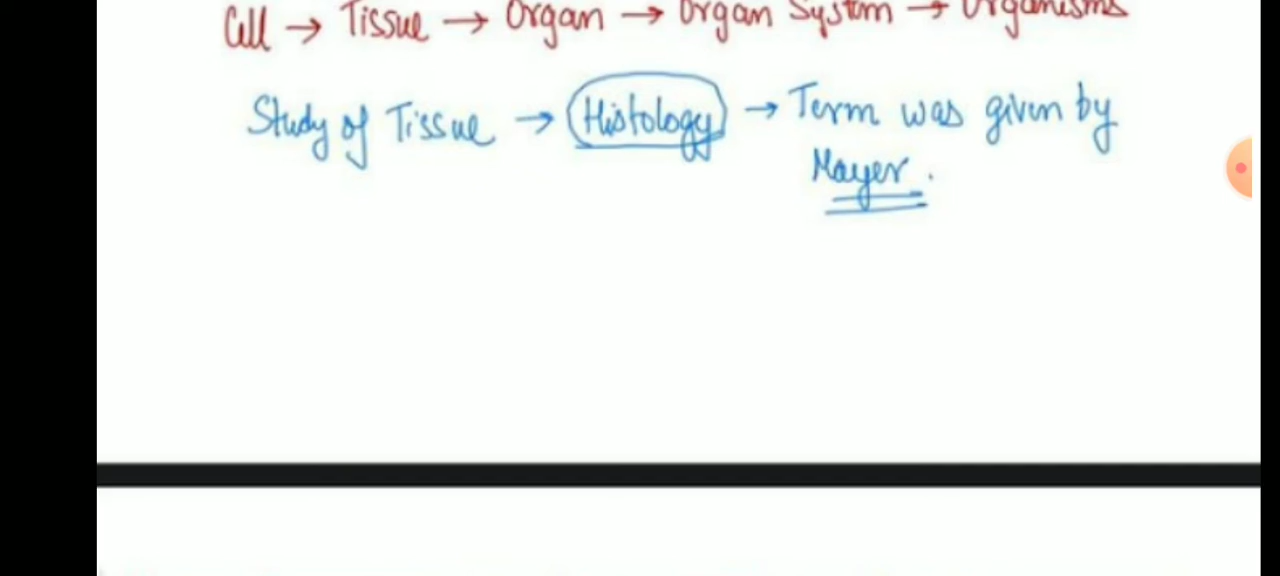 Cell → Tissue → Organ → Organ System → Organisms
Study of Tissue → Histology → Term was given by
Mayer.